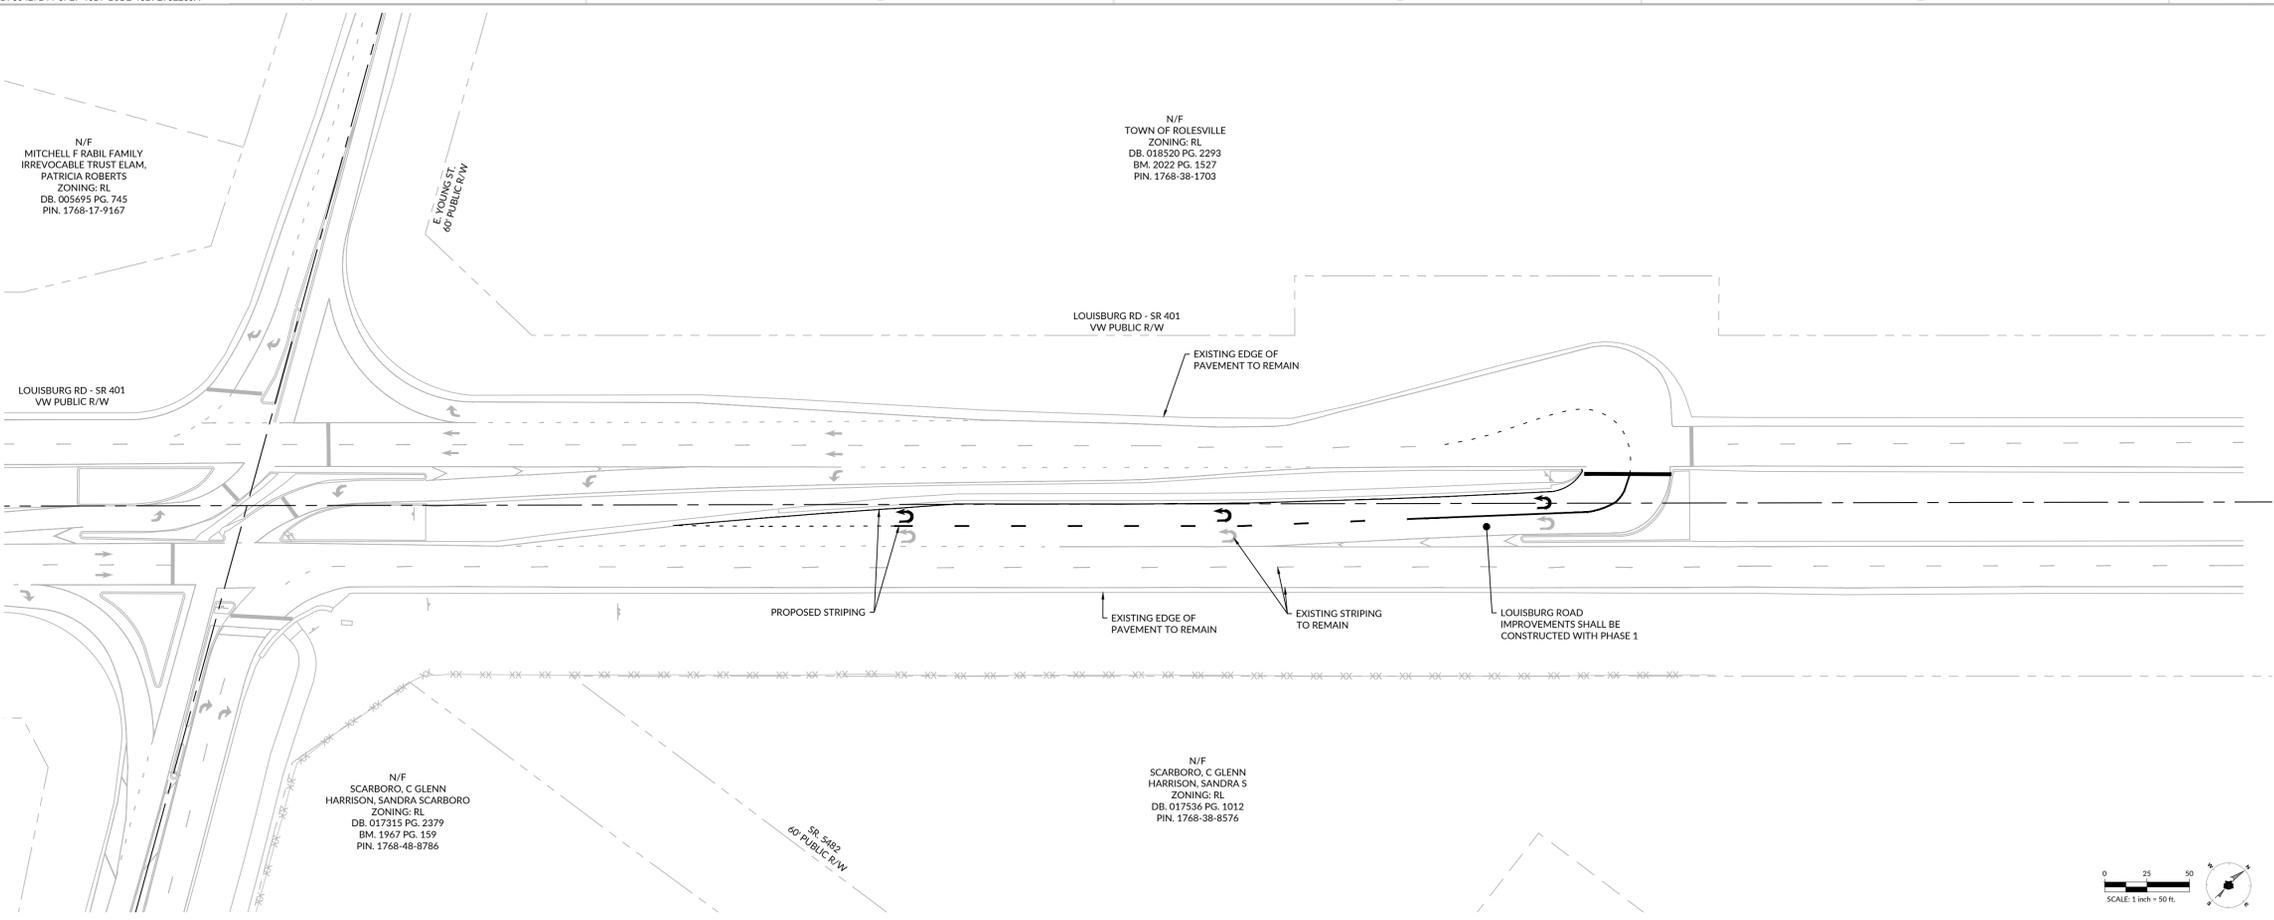 N/F
MITCHELL F RABIL FAMILY
IRREVOCABLE TRUST ELAM,
PATRICIA ROBERTS
ZONING: RL
DB. 005695 PG. 745
PIN. 1768-17-9167
E. YOUNG ST.
60' PUBLIC R/W
N/F
TOWN OF ROLESVILLE
ZONING: RL
DB. 018520 PG. 2293
BM. 2022 PG. 1527
PIN. 1768-38-1703
LOUISBURG RD - SR 401
VW PUBLIC R/W
EXISTING EDGE OF
PAVEMENT TO REMAIN
LOUISBURG RD - SR 401
VW PUBLIC R/W
PROPOSED STRIPING
EXISTING EDGE OF
PAVEMENT TO REMAIN
EXISTING STRIPING
TO REMAIN
LOUISBURG ROAD
IMPROVEMENTS SHALL BE
CONSTRUCTED WITH PHASE 1
N/F
SCARBORO, C GLENN
HARRISON, SANDRA SCARBORO
ZONING: RL
DB. 017315 PG. 2379
BM. 1967 PG. 159
PIN. 1768-48-8786
SR. 5482
60' PUBLIC R/W
N/F
SCARBORO, C GLENN
HARRISON, SANDRA S
ZONING: RL
DB. 017536 PG. 1012
PIN. 1768-38-8576
0 25 50
SCALE: 1 inch = 50 ft.